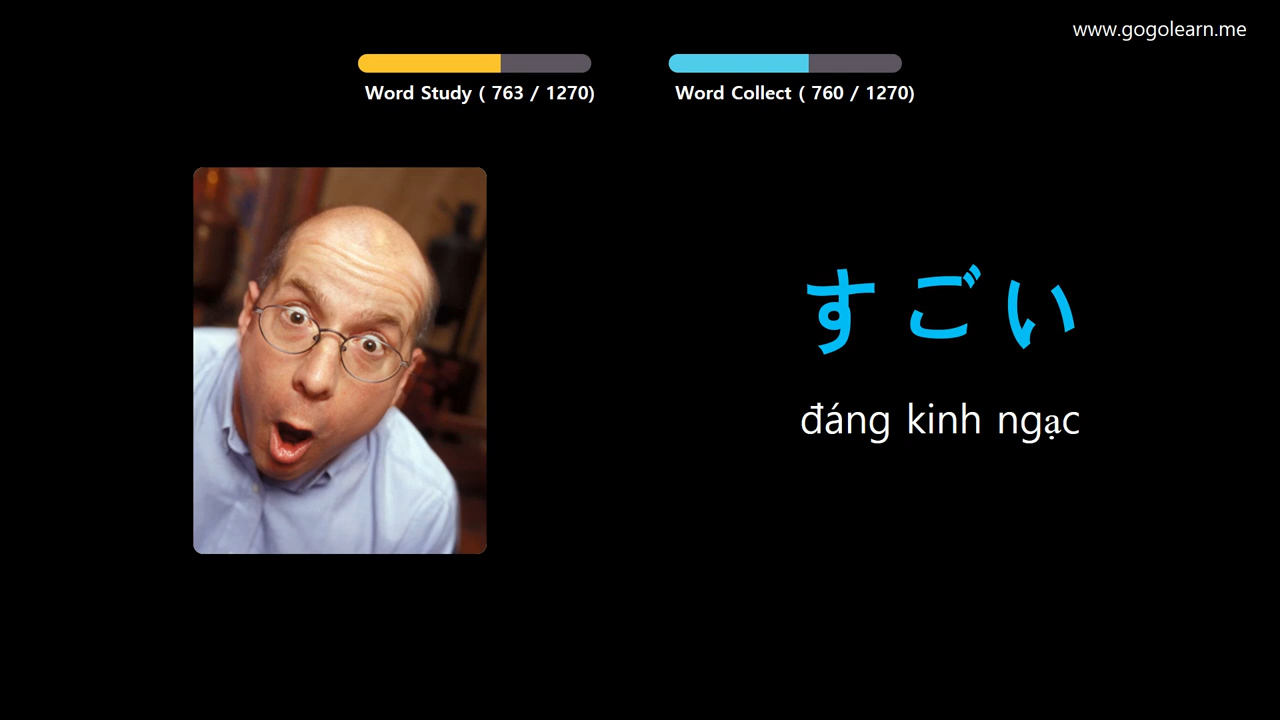 www.gogolearn.me
Word Study ( 763 / 1270)
Word Collect ( 760 / 1270)
すごい
đáng kinh ngạc